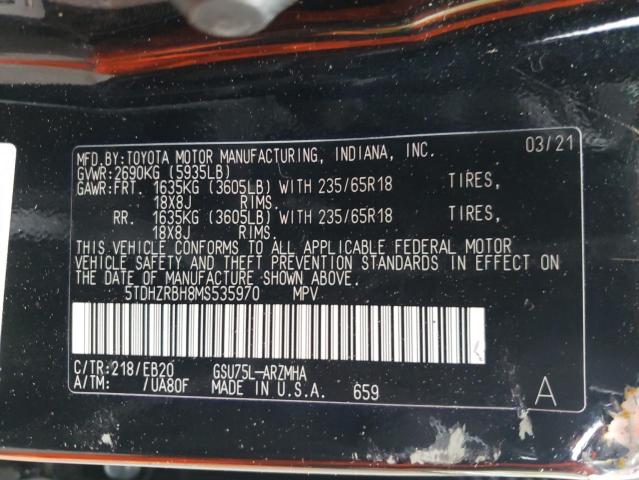 MFD.BY:TOYOTA MOTOR MANUFACTURING, INDIANA, INC. 03/21
GVWR:2690KG (5935LB)
GAWR:FRT. 1635KG (3605LB) WITH 235/65R18 TIRES,
18X8J RIMS.
RR. 1635KG (3605LB) WITH 235/65R18 TIRES,
18X8J RIMS.
THIS VEHICLE CONFORMS TO ALL APPLICABLE FEDERAL MOTOR
VEHICLE SAFETY AND THEFT PREVENTION STANDARDS IN EFFECT ON
THE DATE OF MANUFACTURE SHOWN ABOVE.
5TDHZRBH8MS535970 MPV
C/TR:218/EB20 GSU75L-ARZMHA
A/TM: /UA80F MADE IN U.S.A. 659 A